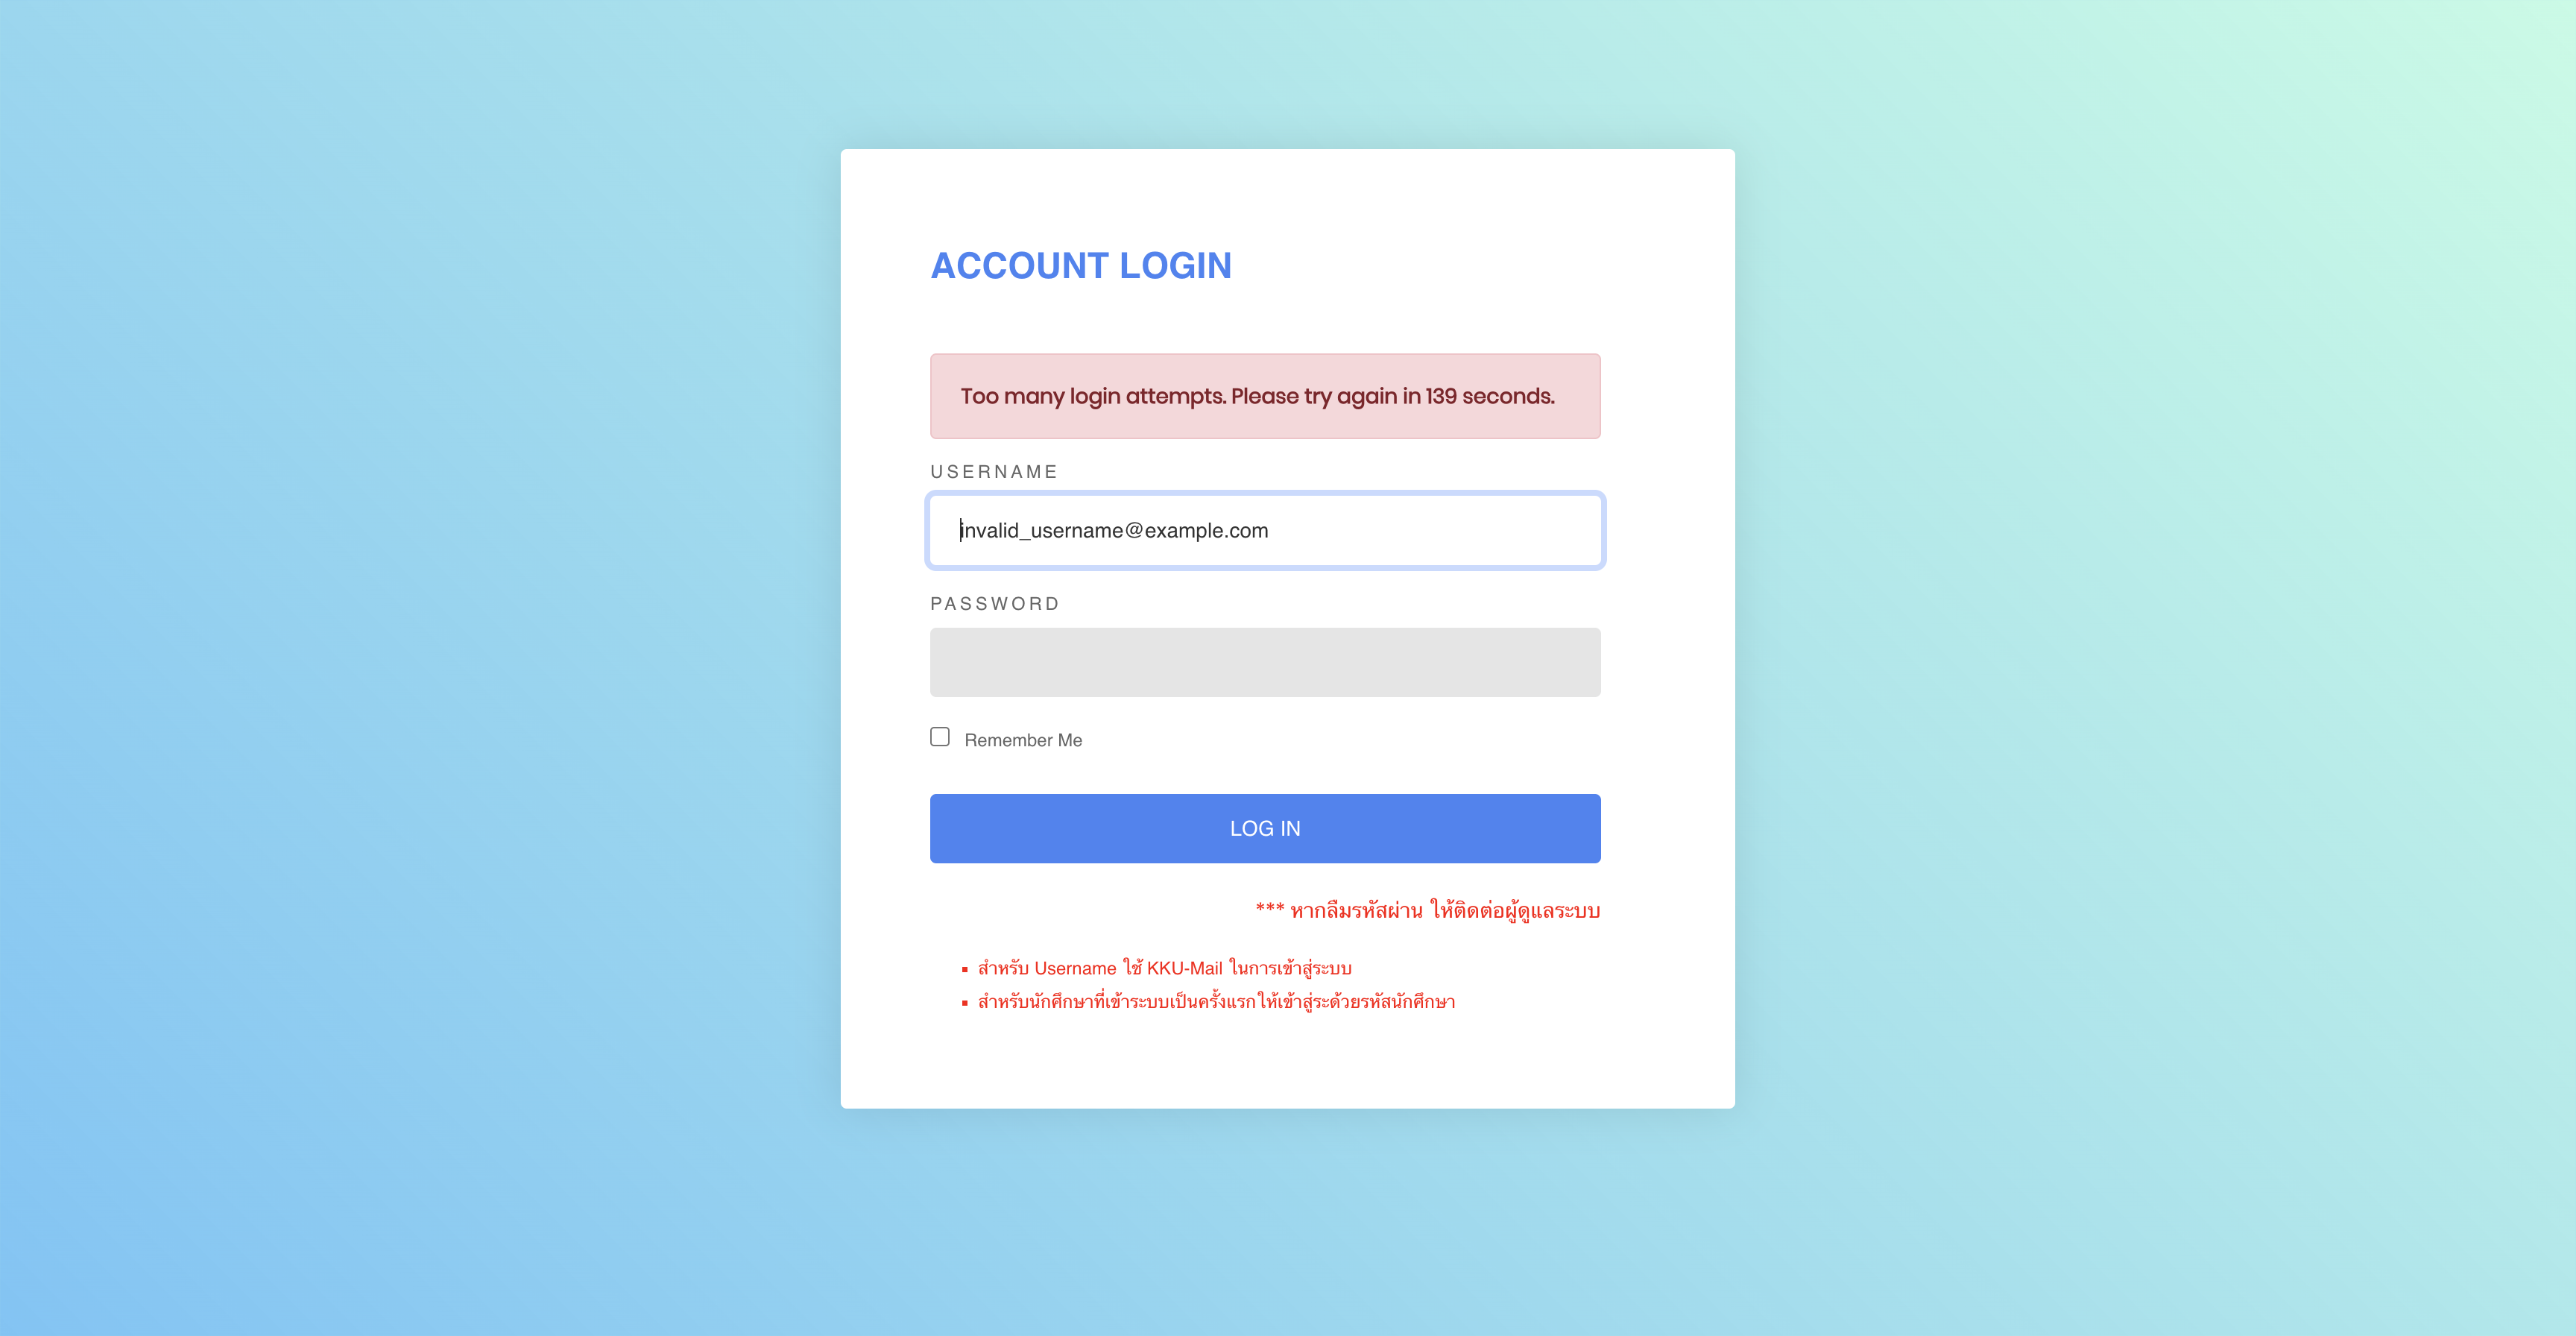 ACCOUNT LOGIN
Too many login attempts. Please try again in 139 seconds.
USERNAME
invalid_username@example.com
PASSWORD
Remember Me
LOG IN
*** หากลืมรหัสผ่าน ให้ติดต่อผู้ดูแลระบบ
▪ สำหรับ Username ใช้ KKU-Mail ในการเข้าสู่ระบบ
▪ สำหรับนักศึกษาที่เข้าระบบเป็นครั้งแรกให้เข้าสู่ระด้วยรหัสนักศึกษา